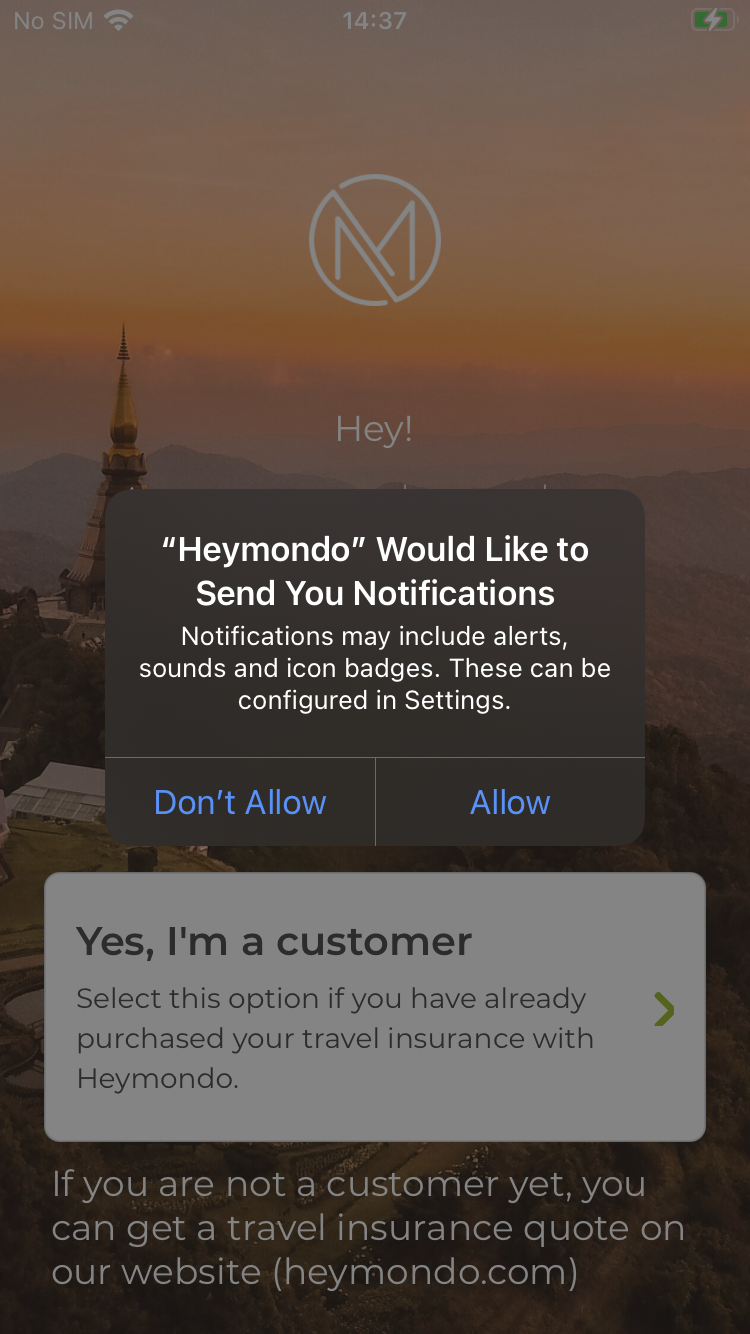 No SIM
14:37
Hey!
“Heymondo” Would Like to
Send You Notifications
Notifications may include alerts,
sounds and icon badges. These can be
configured in Settings.
Don’t Allow
Allow
Yes, I'm a customer
Select this option if you have already
purchased your travel insurance with
Heymondo.
If you are not a customer yet, you
can get a travel insurance quote on
our website (heymondo.com)